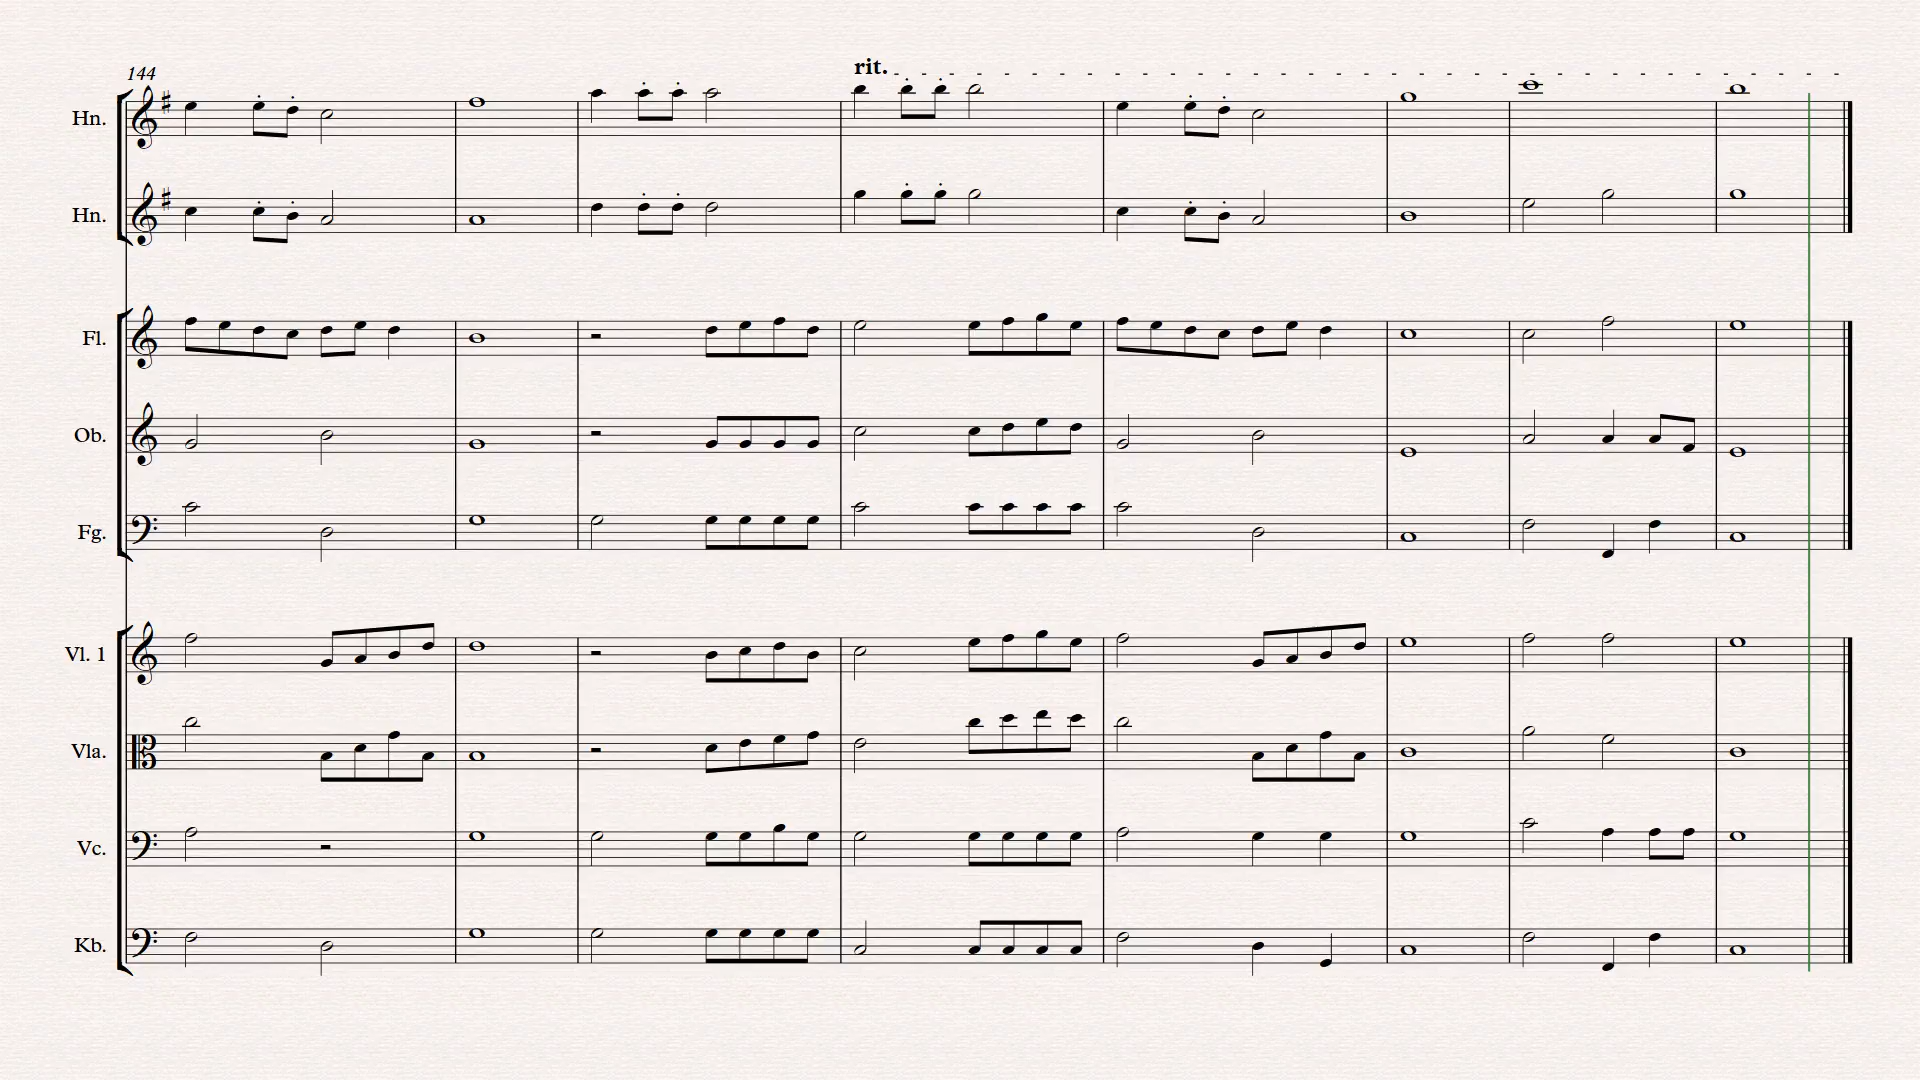 144
rit.
Hn.
Hn.
Fl.
Ob.
Fg.
Vl. 1
Vla.
Vc.
Kb.